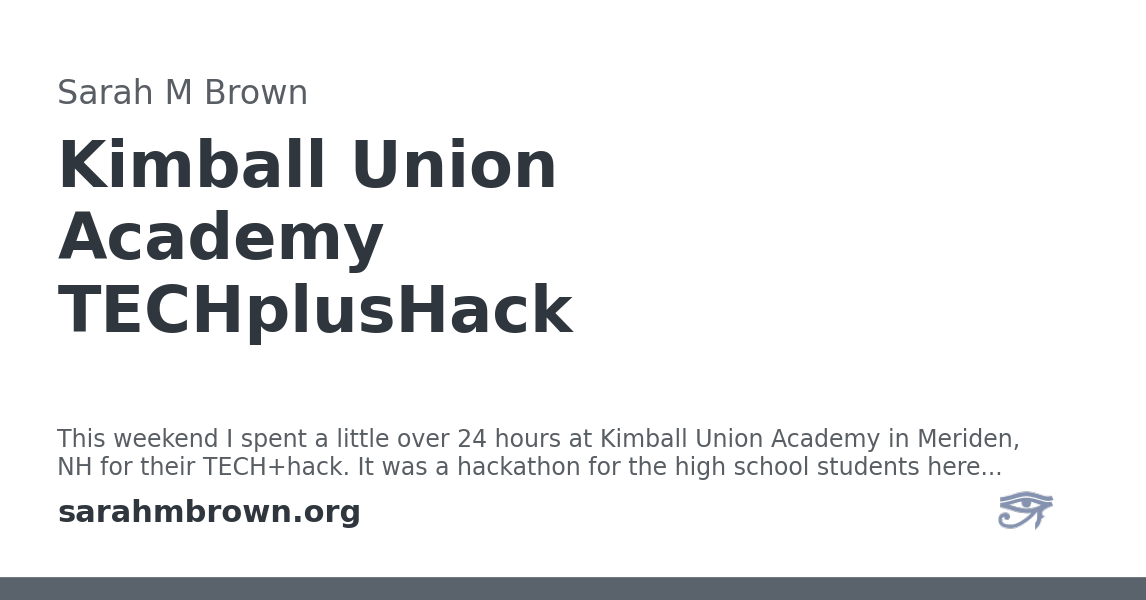 Sarah M Brown
Kimball Union
Academy
TECHplusHack
This weekend I spent a little over 24 hours at Kimball Union Academy in Meriden,
NH for their TECH+hack. It was a hackathon for the high school students here...
sarahmbrown.org